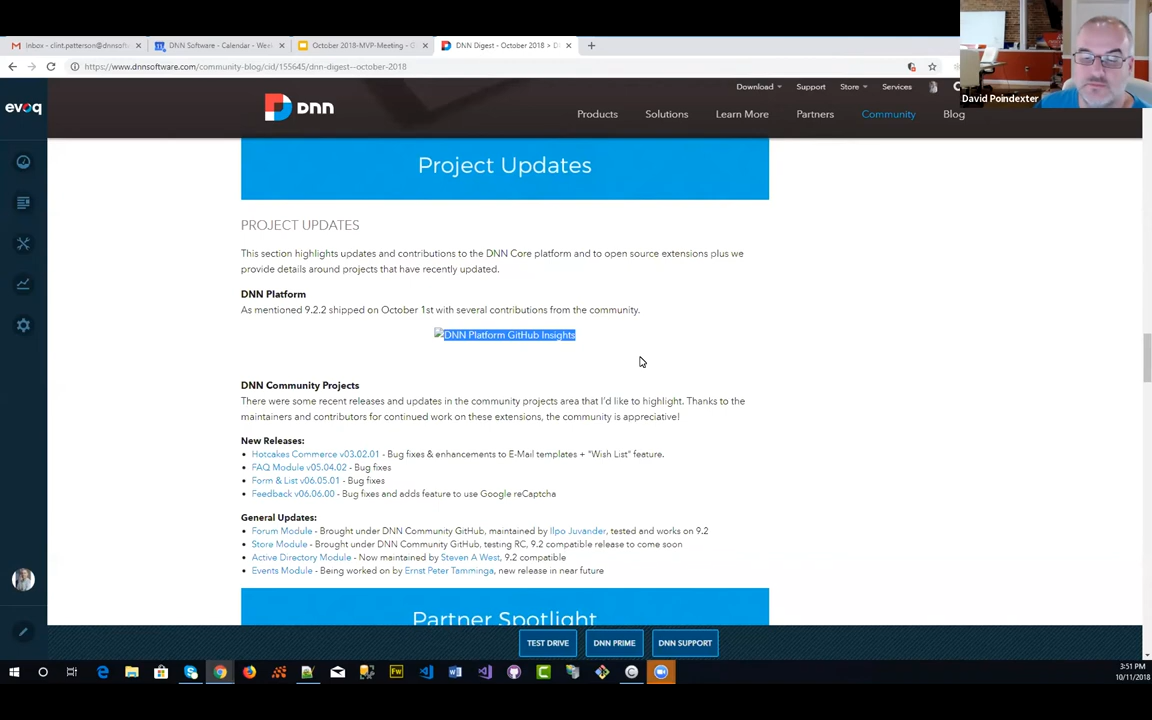 Inbox - clint.patterson@dnnsoft
DNN Software - Calendar - Wee
October 2018-MVP-Meeting - G
DNN Digest - October 2018 > D
https://www.dnnsoftware.com/community-blog/cid/155645/dnn-digest--october-2018
David Poindexter
evoq
Download
Support
Store
Services
DNN
Products
Solutions
Learn More
Partners
Community
Blog
Project Updates
PROJECT UPDATES
This section highlights updates and contributions to the DNN Core platform and to open source extensions plus we
provide details around projects that have recently updated.
DNN Platform
As mentioned 9.2.2 shipped on October 1st with several contributions from the community.
DNN Platform GitHub Insights
DNN Community Projects
There were some recent releases and updates in the community projects area that I'd like to highlight. Thanks to the
maintainers and contributors for continued work on these extensions, the community is appreciative!
New Releases:
Hotcakes Commerce v03.02.01 - Bug fixes & enhancements to E-Mail templates + "Wish List" feature.
FAQ Module v05.04.02 - Bug fixes
Form & List v06.05.01 - Bug fixes
Feedback v06.06.00 - Bug fixes and adds feature to use Google reCaptcha
General Updates:
Forum Module - Brought under DNN Community GitHub, maintained by Ilpo Juvander, tested and works on 9.2
Store Module - Brought under DNN Community GitHub, testing RC, 9.2 compatible release to come soon
Active Directory Module - Now maintained by Steven A West, 9.2 compatible
Events Module - Being worked on by Ernst Peter Tamminga, new release in near future
Partner Spotlight
TEST DRIVE
DNN PRIME
DNN SUPPORT
Fw
3:51 PM
10/11/2018